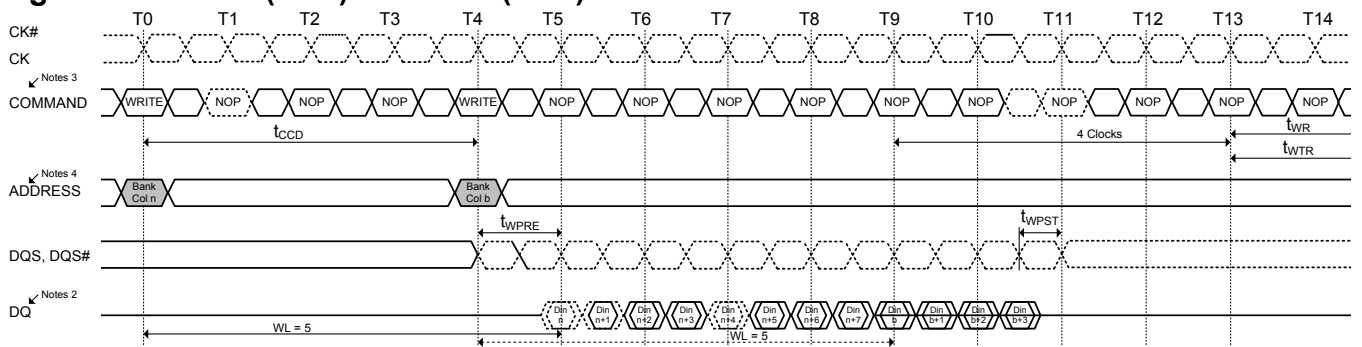 T0 T1 T2 T3 T4 T5 T6 T7 T8 T9 T10 T11 T12 T13 T14
CK#
CK
Notes 3
COMMAND WRITE NOP NOP NOP WRITE NOP NOP NOP NOP NOP NOP NOP NOP NOP NOP
tCCD 4 Clocks tWR
tWTR
Notes 4
ADDRESS Bank Col n Bank Col b
tWPRE tWPST
DQS, DQS#
Notes 2
DQ Din n Din n+1 Din n+2 Din n+3 Din n+4 Din n+5 Din n+6 Din n+7 Din b Din b+1 Din b+2 Din b+3
WL = 5 WL = 5